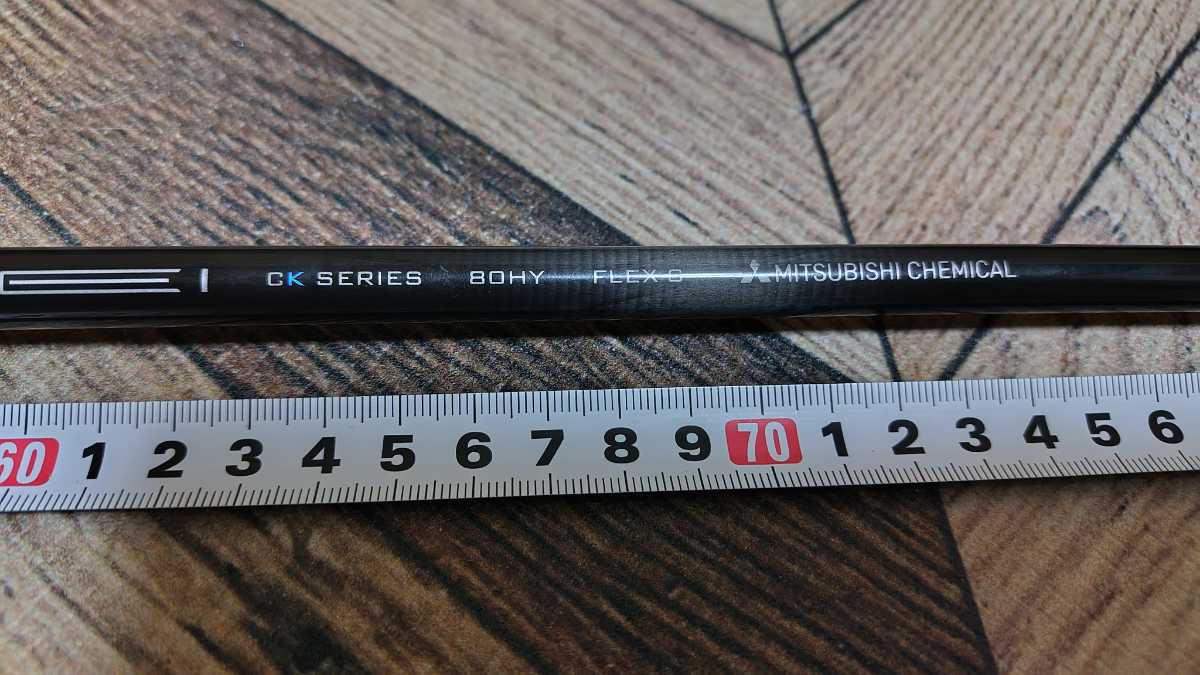 CK SERIES 80HY FLEX S MITSUBISHI CHEMICAL
60 1 2 3 4 5 6 7 8 9 70 1 2 3 4 5 6